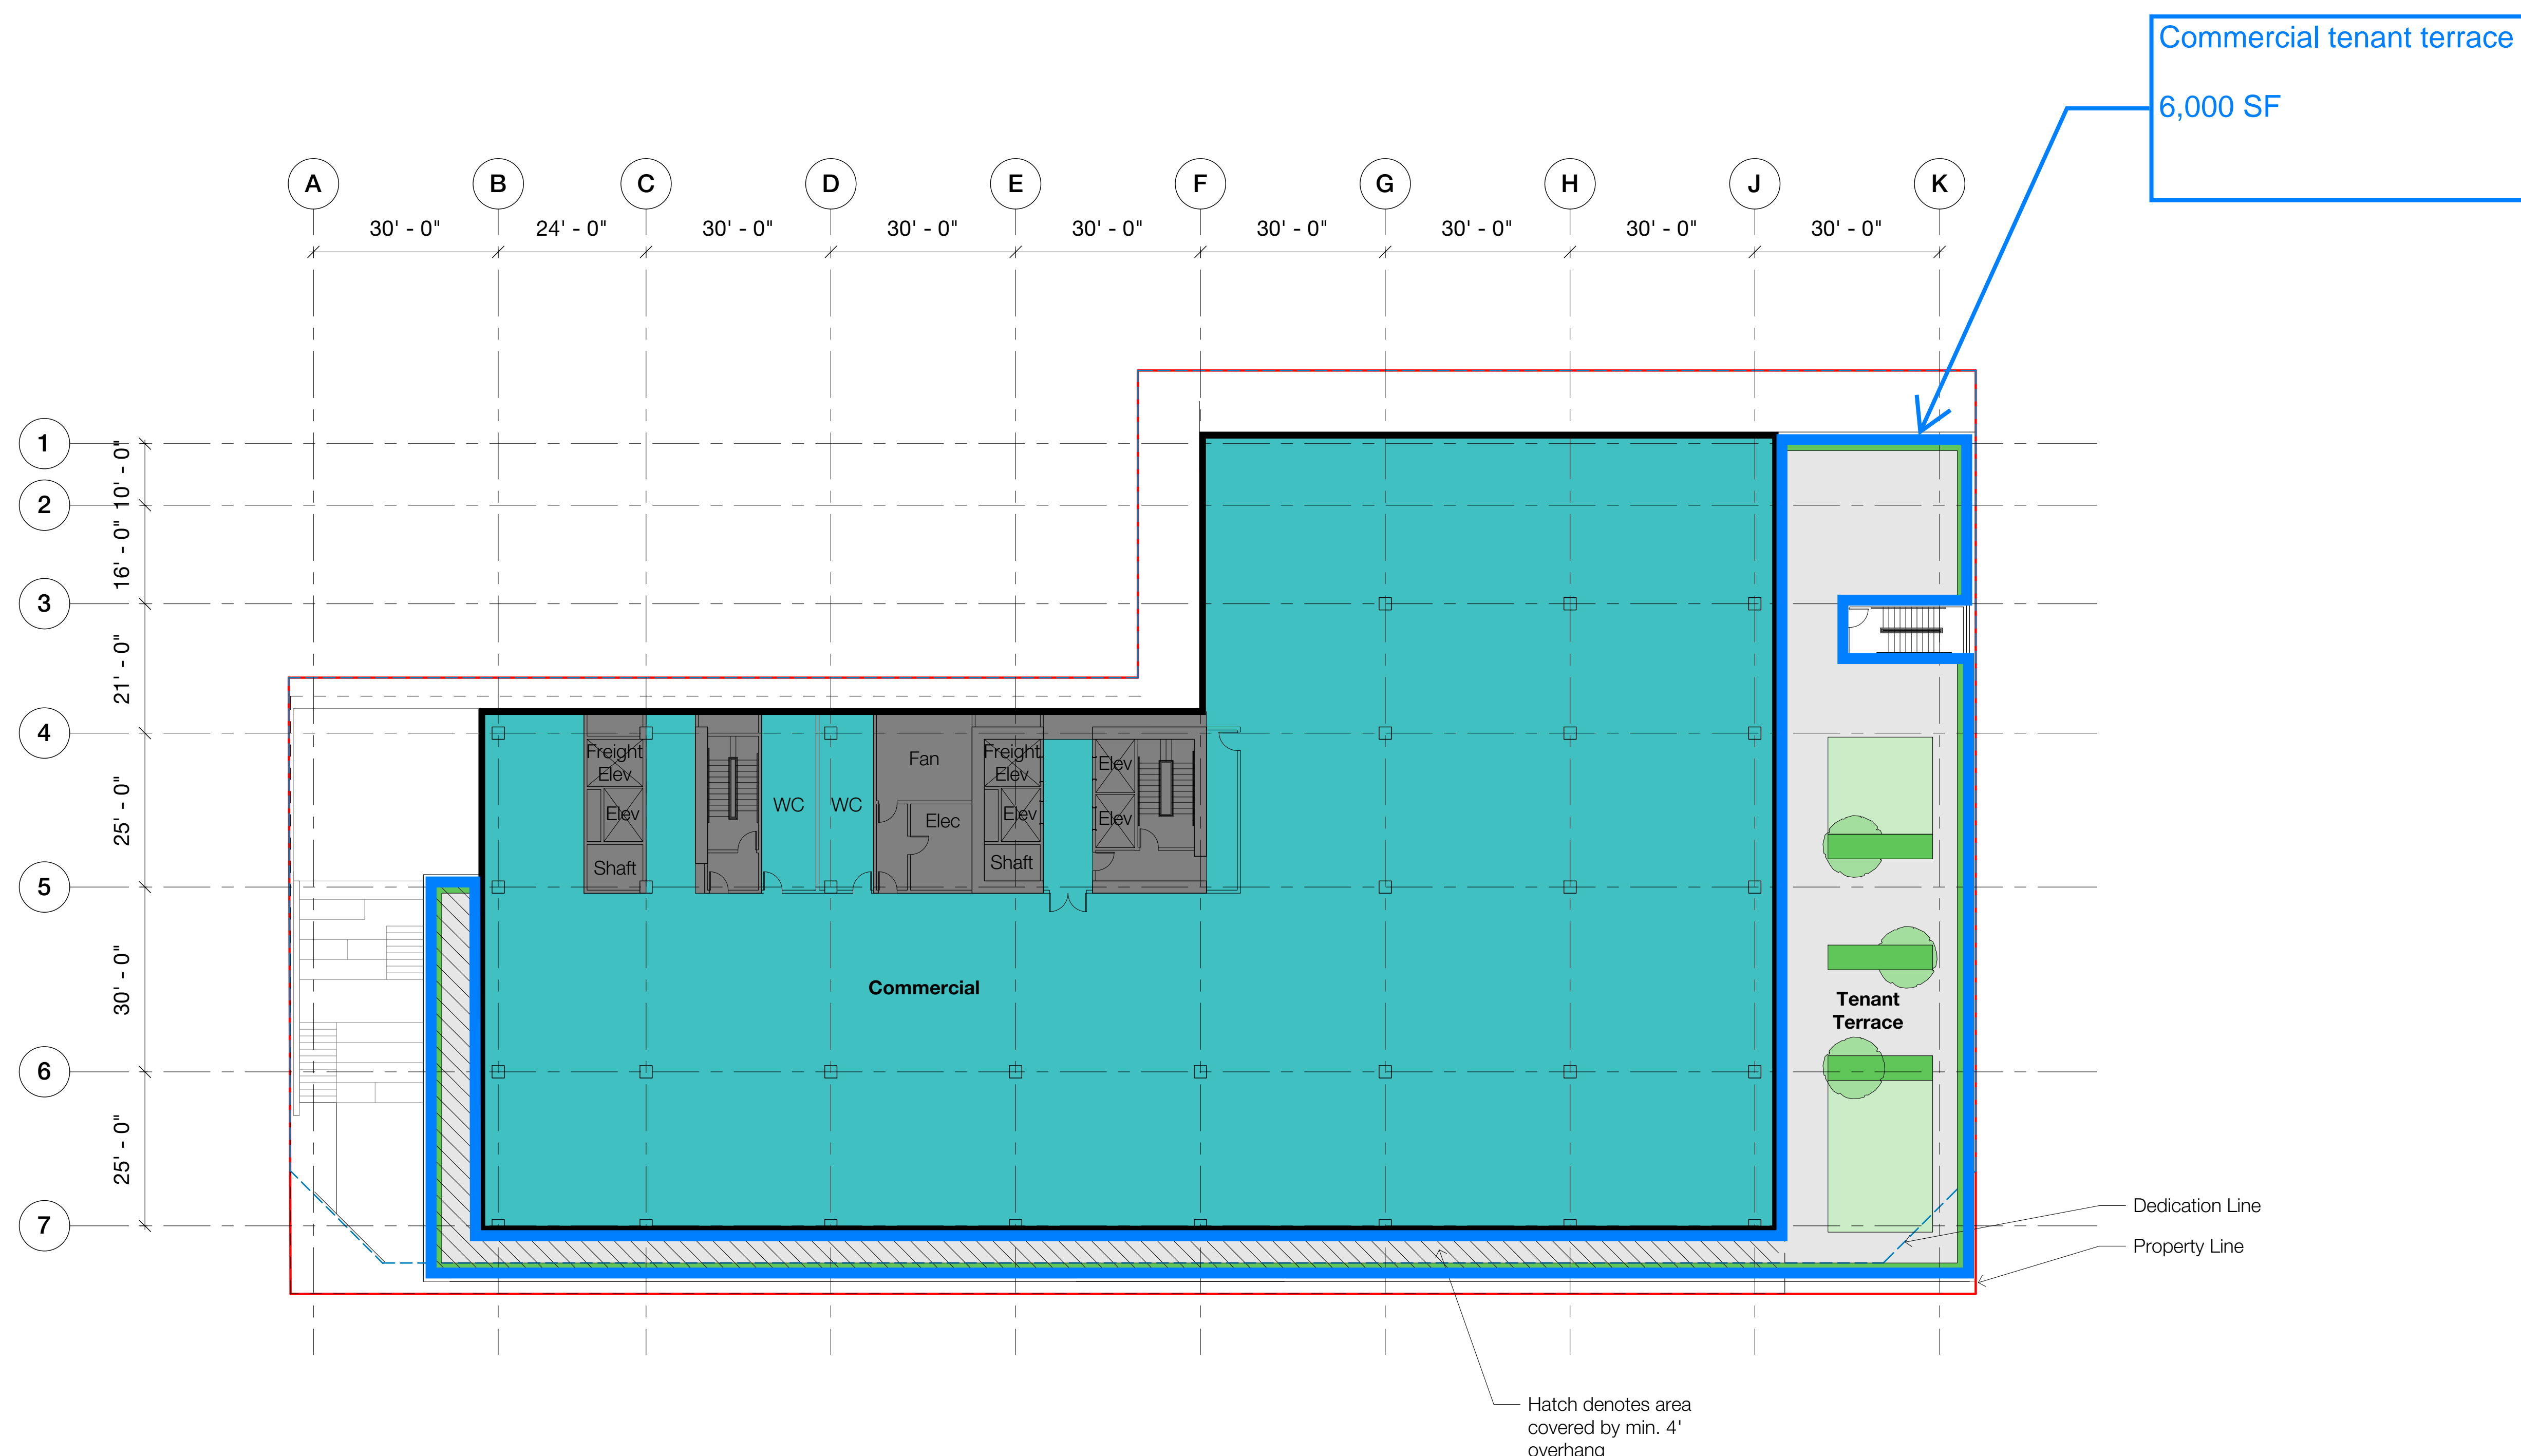 Commercial tenant terrace
6,000 SF
A B C D E F G H J K
30' - 0" 24' - 0" 30' - 0" 30' - 0" 30' - 0" 30' - 0" 30' - 0" 30' - 0" 30' - 0"
1
10' - 0"
2
16' - 0"
3
21' - 0"
4
25' - 0"
5
30' - 0"
6
25' - 0"
7
Freight
Elev
Elev
Shaft
WC
WC
Fan
Elec
Freight
Elev
Elev
Shaft
Elev
Elev
Commercial
Tenant
Terrace
Dedication Line
Property Line
Hatch denotes area
covered by min. 4'
overhang